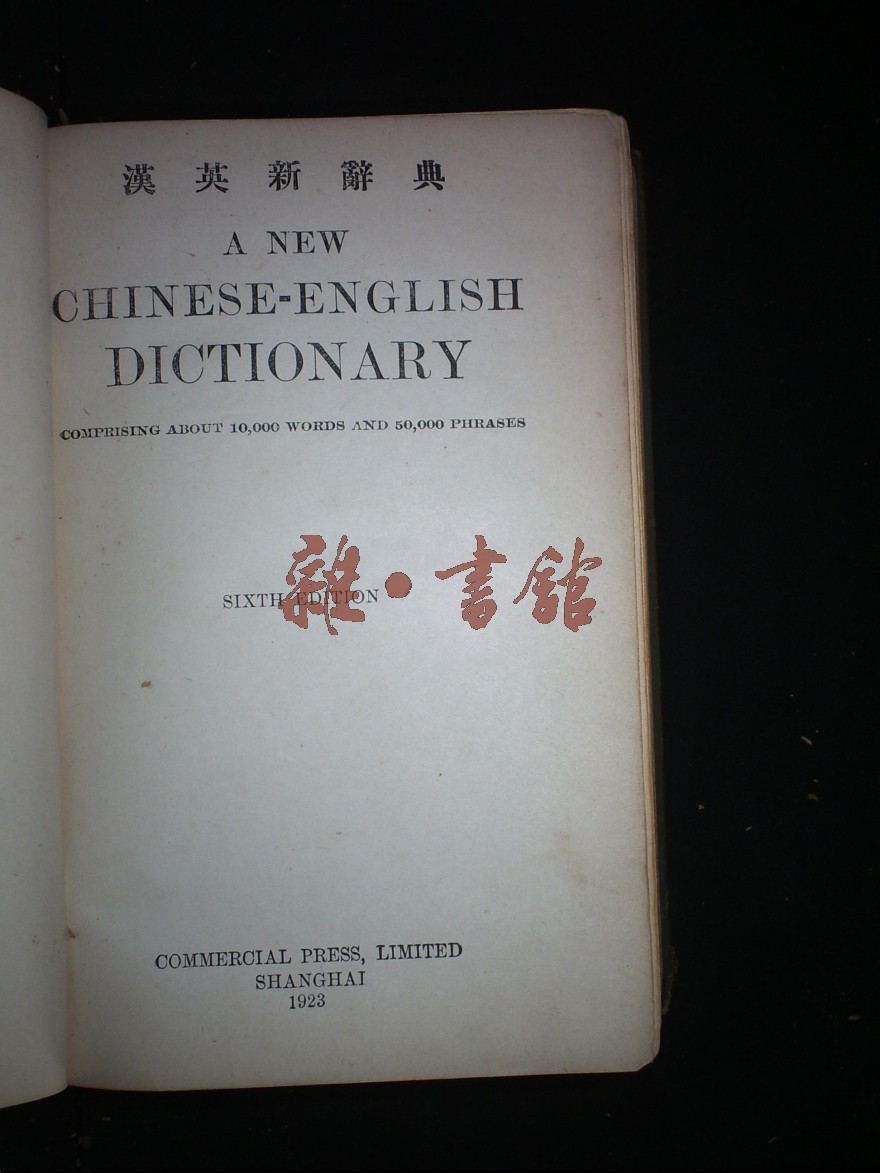 漢英新辭典
A NEW
CHINESE-ENGLISH
DICTIONARY
COMPRISING ABOUT 10,000 WORDS AND 50,000 PHRASES
SIXTH EDITION
雜·書館
COMMERCIAL PRESS, LIMITED
SHANGHAI
1923